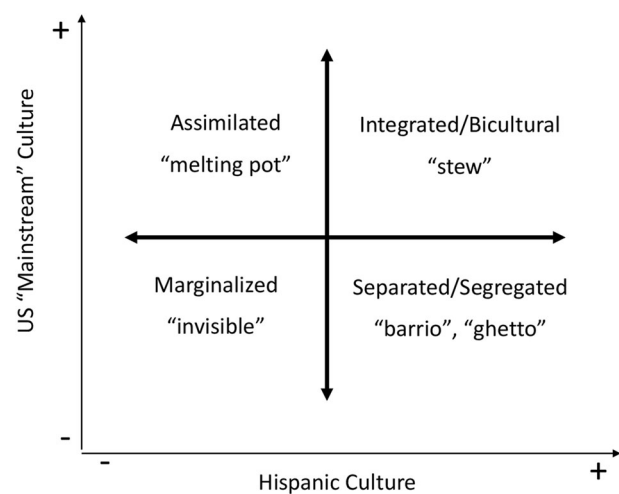 +
US “Mainstream” Culture
Assimilated
“melting pot”
Integrated/Bicultural
“stew”
Marginalized
“invisible”
Separated/Segregated
“barrio”, “ghetto”
-
-
+
Hispanic Culture